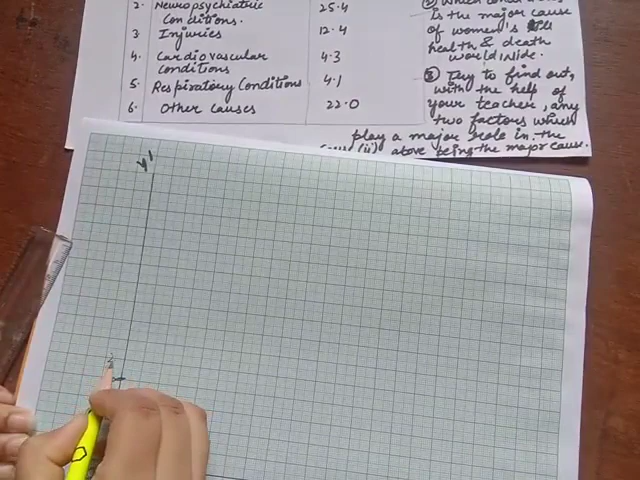 2. Neuropsychiatric 25.4
Conditions.
3. Injuries 12.4
4. Cardiovascular 4.3
conditions
5. Respiratory Conditions 4.1
6. Other causes 22.0
is the major cause
of women's ill
health & death
worldwide.
③ Try to find out,
with the help of
your teacher, any
two factors which
play a major role in the
cause (ii) above being the major cause.
y'